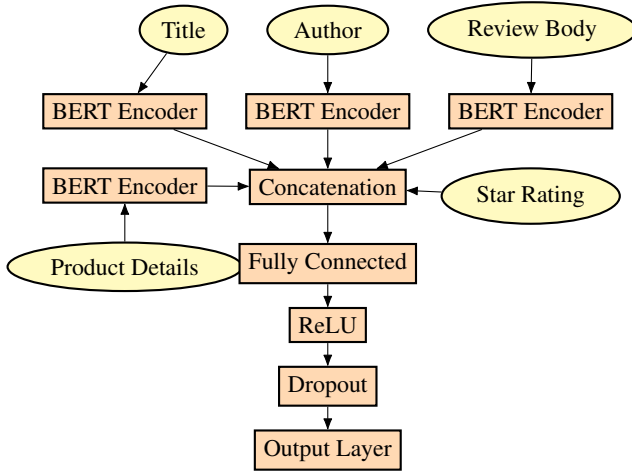 Title
Author
Review Body
BERT Encoder
BERT Encoder
BERT Encoder
BERT Encoder
Concatenation
Star Rating
Product Details
Fully Connected
ReLU
Dropout
Output Layer